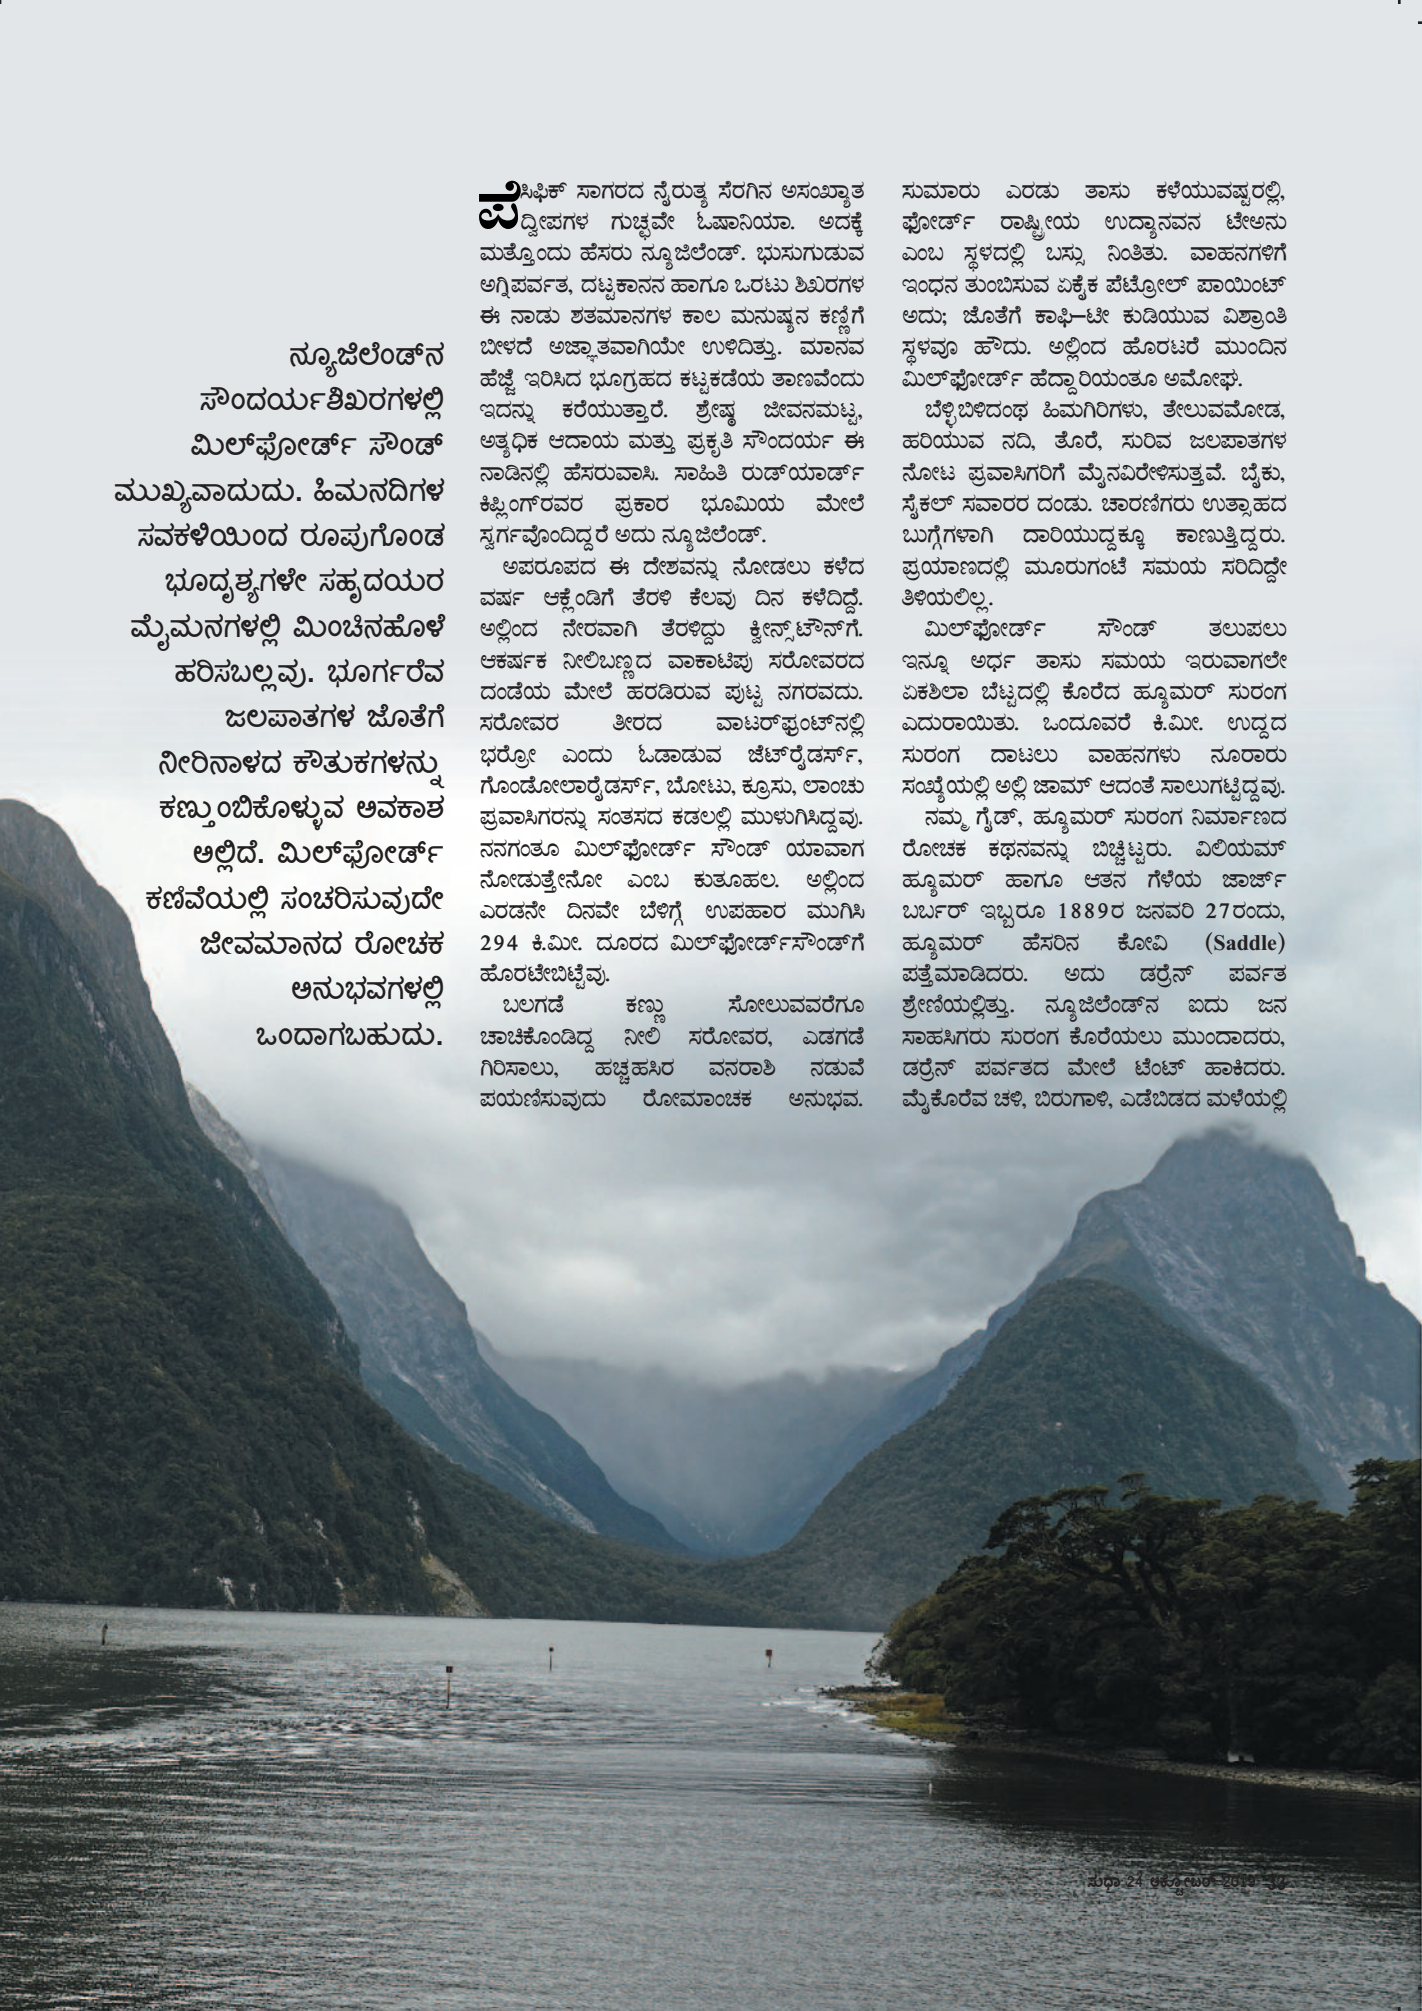 ನ್ಯೂಜಿಲೆಂಡ್‌ನ
ಸೌಂದರ್ಯಶಿಖರಗಳಲ್ಲಿ
ಮಿಲ್‌ಫೋರ್ಡ್ ಸೌಂಡ್
ಮುಖ್ಯವಾದುದು. ಹಿಮನದಿಗಳ
ಸವಕಳಿಯಿಂದ ರೂಪುಗೊಂಡ
ಭೂದೃಶ್ಯಗಳೇ ಸಹೃದಯರ
ಮೈಮನಗಳಲ್ಲಿ ಮಿಂಚಿನಹೊಳೆ
ಹರಿಸಬಲ್ಲವು. ಭೂರ್ಗರೆವ
ಜಲಪಾತಗಳ ಜೊತೆಗೆ
ನೀರಿನಾಳದ ಕೌತುಕಗಳನ್ನು
ಕಣ್ತುಂಬಿಕೊಳ್ಳುವ ಅವಕಾಶ
ಅಲ್ಲಿದೆ. ಮಿಲ್‌ಫೋರ್ಡ್
ಕಣಿವೆಯಲ್ಲಿ ಸಂಚರಿಸುವುದೇ
ಜೀವಮಾನದ ರೋಚಕ
ಅನುಭವಗಳಲ್ಲಿ
ಒಂದಾಗಬಹುದು.
ಪೆಸಿಫಿಕ್ ಸಾಗರದ ನೈರುತ್ಯ ಸೆರಗಿನ ಅಸಂಖ್ಯಾತ
ದ್ವೀಪಗಳ ಗುಚ್ಛವೇ ಓಷಾನಿಯಾ. ಅದಕ್ಕೆ
ಮತ್ತೊಂದು ಹೆಸರು ನ್ಯೂಜಿಲೆಂಡ್. ಭುಸುಗುಡುವ
ಅಗ್ನಿಪರ್ವತ, ದಟ್ಟಕಾನನ ಹಾಗೂ ಒರಟು ಶಿಖರಗಳ
ಈ ನಾಡು ಶತಮಾನಗಳ ಕಾಲ ಮನುಷ್ಯನ ಕಣ್ಣಿಗೆ
ಬೀಳದೆ ಅಜ್ಞಾತವಾಗಿಯೇ ಉಳಿದಿತ್ತು. ಮಾನವ
ಹೆಜ್ಜೆ ಇರಿಸಿದ ಭೂಗ್ರಹದ ಕಟ್ಟಕಡೆಯ ತಾಣವೆಂದು
ಇದನ್ನು ಕರೆಯುತ್ತಾರೆ. ಶ್ರೇಷ್ಠ ಜೀವನಮಟ್ಟ,
ಅತ್ಯಧಿಕ ಆದಾಯ ಮತ್ತು ಪ್ರಕೃತಿ ಸೌಂದರ್ಯ ಈ
ನಾಡಿನಲ್ಲಿ ಹೆಸರುವಾಸಿ. ಸಾಹಿತಿ ರುಡ್‌ಯಾರ್ಡ್
ಕಿಪ್ಲಿಂಗ್‌ರವರ ಪ್ರಕಾರ ಭೂಮಿಯ ಮೇಲೆ
ಸ್ವರ್ಗವೊಂದಿದ್ದರೆ ಅದು ನ್ಯೂಜಿಲೆಂಡ್.
ಅಪರೂಪದ ಈ ದೇಶವನ್ನು ನೋಡಲು ಕಳೆದ
ವರ್ಷ ಆಕ್ಲೆಂಡಿಗೆ ತೆರಳಿ ಕೆಲವು ದಿನ ಕಳೆದಿದ್ದೆ.
ಅಲ್ಲಿಂದ ನೇರವಾಗಿ ತೆರಳಿದ್ದು ಕ್ವೀನ್ಸ್‌ಟೌನ್‌ಗೆ.
ಆಕರ್ಷಕ ನೀಲಿಬಣ್ಣದ ವಾಕಾಟಿಪು ಸರೋವರದ
ದಂಡೆಯ ಮೇಲೆ ಹರಡಿರುವ ಪುಟ್ಟ ನಗರವದು.
ಸರೋವರ ತೀರದ ವಾಟರ್‌ಫ್ರಂಟ್‌ನಲ್ಲಿ
ಭರ್ರೋ ಎಂದು ಓಡಾಡುವ ಜೆಟ್‌ರೈಡರ್ಸ್,
ಗೊಂಡೋಲಾರೈಡರ್ಸ್, ಬೋಟು, ಕ್ರೂಸು, ಲಾಂಚು
ಪ್ರವಾಸಿಗರನ್ನು ಸಂತಸದ ಕಡಲಲ್ಲಿ ಮುಳುಗಿಸಿದ್ದವು.
ನನಗಂತೂ ಮಿಲ್‌ಫೋರ್ಡ್ ಸೌಂಡ್ ಯಾವಾಗ
ನೋಡುತ್ತೇನೋ ಎಂಬ ಕುತೂಹಲ. ಅಲ್ಲಿಂದ
ಎರಡನೇ ದಿನವೇ ಬೆಳಿಗ್ಗೆ ಉಪಹಾರ ಮುಗಿಸಿ
294 ಕಿ.ಮೀ. ದೂರದ ಮಿಲ್‌ಫೋರ್ಡ್‌ಸೌಂಡ್‌ಗೆ
ಹೊರಟೇಬಿಟ್ಟೆವು.
ಬಲಗಡೆ ಕಣ್ಣು ಸೋಲುವವರೆಗೂ
ಚಾಚಿಕೊಂಡಿದ್ದ ನೀಲಿ ಸರೋವರ, ಎಡಗಡೆ
ಗಿರಿಸಾಲು, ಹಚ್ಚಹಸಿರ ವನರಾಶಿ ನಡುವೆ
ಪಯಣಿಸುವುದು ರೋಮಾಂಚಕ ಅನುಭವ.
ಸುಮಾರು ಎರಡು ತಾಸು ಕಳೆಯುವಷ್ಟರಲ್ಲಿ,
ಫೋರ್ಡ್ ರಾಷ್ಟ್ರೀಯ ಉದ್ಯಾನವನ ಟೇಅನು
ಎಂಬ ಸ್ಥಳದಲ್ಲಿ ಬಸ್ಸು ನಿಂತಿತು. ವಾಹನಗಳಿಗೆ
ಇಂಧನ ತುಂಬಿಸುವ ಏಕೈಕ ಪೆಟ್ರೋಲ್ ಪಾಯಿಂಟ್
ಅದು; ಜೊತೆಗೆ ಕಾಫಿ–ಟೀ ಕುಡಿಯುವ ವಿಶ್ರಾಂತಿ
ಸ್ಥಳವೂ ಹೌದು. ಅಲ್ಲಿಂದ ಹೊರಟರೆ ಮುಂದಿನ
ಮಿಲ್‌ಫೋರ್ಡ್ ಹೆದ್ದಾರಿಯಂತೂ ಅಮೋಘ.
ಬೆಳ್ಳಿಬಿಳಿದಂಥ ಹಿಮಗಿರಿಗಳು, ತೇಲುವಮೋಡ,
ಹರಿಯುವ ನದಿ, ತೊರೆ, ಸುರಿವ ಜಲಪಾತಗಳ
ನೋಟ ಪ್ರವಾಸಿಗರಿಗೆ ಮೈನವಿರೇಳಿಸುತ್ತವೆ. ಬೈಕು,
ಸೈಕಲ್ ಸವಾರರ ದಂಡು. ಚಾರಣಿಗರು ಉತ್ಸಾಹದ
ಬುಗ್ಗೆಗಳಾಗಿ ದಾರಿಯುದ್ದಕ್ಕೂ ಕಾಣುತ್ತಿದ್ದರು.
ಪ್ರಯಾಣದಲ್ಲಿ ಮೂರುಗಂಟೆ ಸಮಯ ಸರಿದಿದ್ದೇ
ತಿಳಿಯಲಿಲ್ಲ.
ಮಿಲ್‌ಫೋರ್ಡ್ ಸೌಂಡ್ ತಲುಪಲು
ಇನ್ನೂ ಅರ್ಧ ತಾಸು ಸಮಯ ಇರುವಾಗಲೇ
ಏಕಶಿಲಾ ಬೆಟ್ಟದಲ್ಲಿ ಕೊರೆದ ಹ್ಯೂಮರ್ ಸುರಂಗ
ಎದುರಾಯಿತು. ಒಂದೂವರೆ ಕಿ.ಮೀ. ಉದ್ದದ
ಸುರಂಗ ದಾಟಲು ವಾಹನಗಳು ನೂರಾರು
ಸಂಖ್ಯೆಯಲ್ಲಿ ಅಲ್ಲಿ ಜಾಮ್ ಆದಂತೆ ಸಾಲುಗಟ್ಟಿದ್ದವು.
ನಮ್ಮ ಗೈಡ್, ಹ್ಯೂಮರ್ ಸುರಂಗ ನಿರ್ಮಾಣದ
ರೋಚಕ ಕಥನವನ್ನು ಬಿಚ್ಚಿಟ್ಟರು. ವಿಲಿಯಮ್
ಹ್ಯೂಮರ್ ಹಾಗೂ ಆತನ ಗೆಳೆಯ ಜಾರ್ಜ್
ಬರ್ಬರ್ ಇಬ್ಬರೂ 1889ರ ಜನವರಿ 27ರಂದು,
ಹ್ಯೂಮರ್ ಹೆಸರಿನ ಕೋವಿ (Saddle)
ಪತ್ತೆಮಾಡಿದರು. ಅದು ಡರ್ರೆನ್ ಪರ್ವತ
ಶ್ರೇಣಿಯಲ್ಲಿತ್ತು. ನ್ಯೂಜಿಲೆಂಡ್‌ನ ಐದು ಜನ
ಸಾಹಸಿಗರು ಸುರಂಗ ಕೊರೆಯಲು ಮುಂದಾದರು,
ಡರ್ರೆನ್ ಪರ್ವತದ ಮೇಲೆ ಟೆಂಟ್ ಹಾಕಿದರು.
ಮೈಕೊರೆವ ಚಳಿ, ಬಿರುಗಾಳಿ, ಎಡೆಬಿಡದ ಮಳೆಯಲ್ಲಿ
ಸುಧಾ 24 ಅಕ್ಟೋಬರ್ 2019